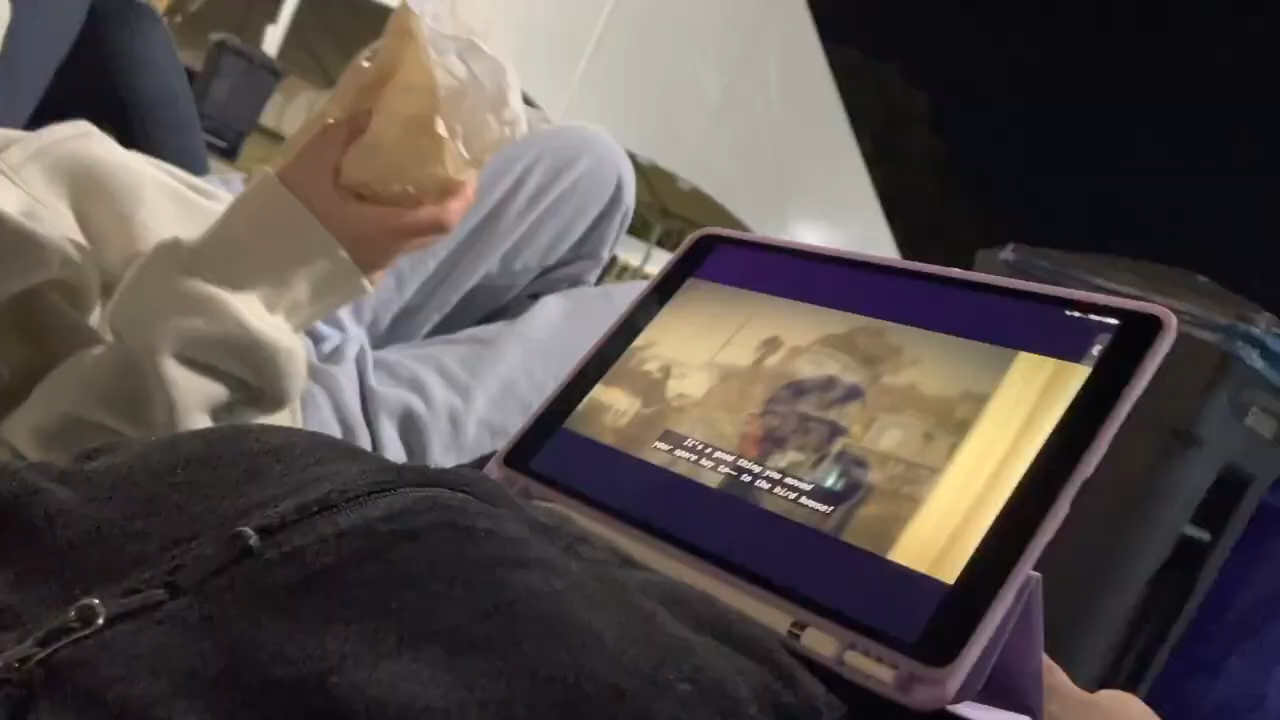 It's a good thing you moved
your spare key to— to the bird house!